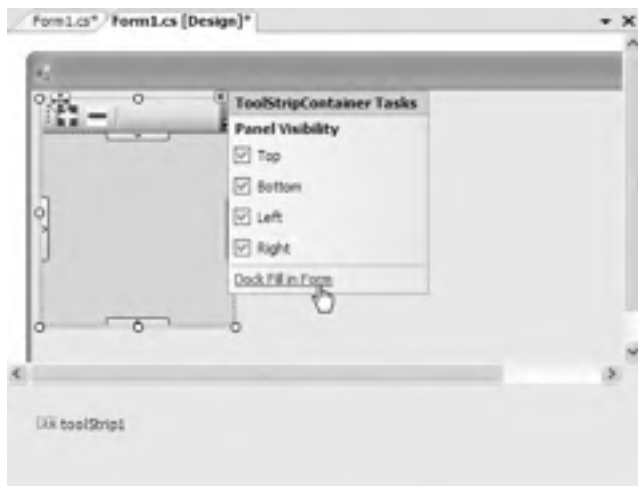 Form1.cs* Form1.cs [Design]*
ToolStripContainer Tasks
Panel Visibility
Top
Bottom
Left
Right
Dock Fill in Form
toolStrip1